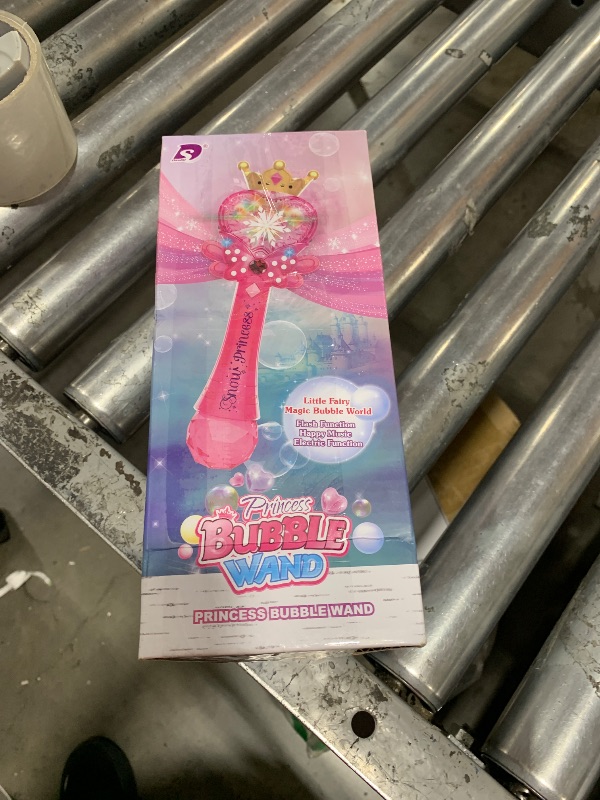 DS
Snow Princess
Little Fairy
Magic Bubble World
Flash Function
Happy Music
Electric Function
Princess
BUBBLE
WAND
PRINCESS BUBBLE WAND